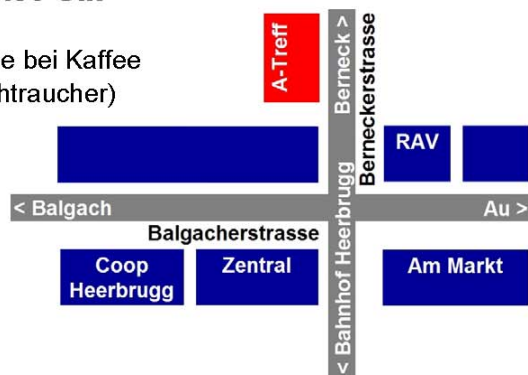 e bei Kaffee
htraucher)
A-Treff
Berneck >
Berneckerstrasse
RAV
< Balgach
Au >
Balgacherstrasse
< Bahnhof Heerbrugg
Coop
Heerbrugg
Zentral
Am Markt